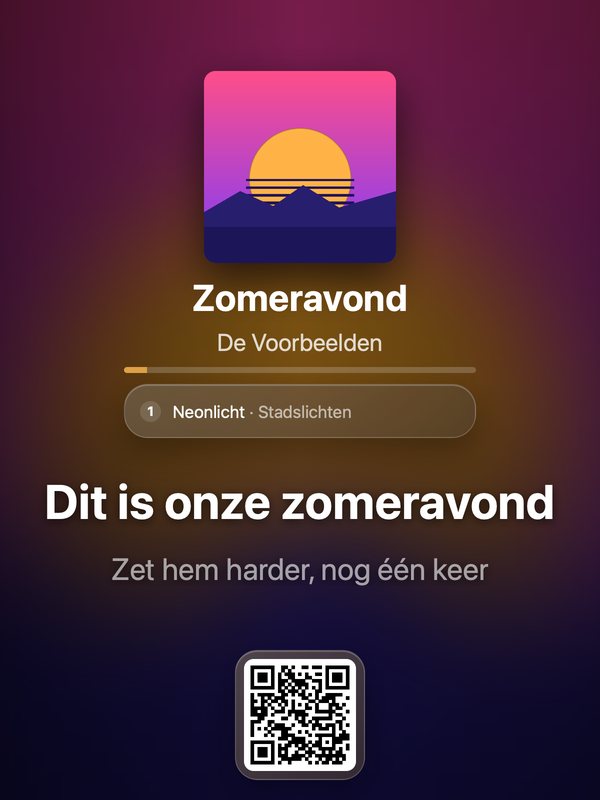 Zomeravond
De Voorbeelden
1 Neonlicht · Stadslichten
Dit is onze zomeravond
Zet hem harder, nog één keer